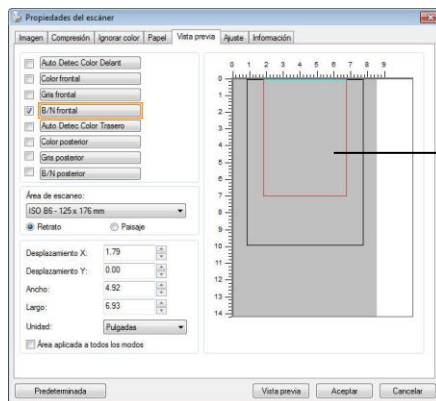 Propiedades del escáner
Imagen Compresión Ignorar color Papel Vista previa Ajuste Información
Auto Detec Color Delant
Color frontal
Gris frontal
B/N frontal
Auto Detec Color Trasero
Color posterior
Gris posterior
B/N posterior
Área de escaneo:
ISO B6 - 125 x 176 mm
Retrato Paisaje
Desplazamiento X: 1.79
Desplazamiento Y: 0.00
Ancho: 4.92
Largo: 6.93
Unidad: Pulgadas
Área aplicada a todos los modos
0 1 2 3 4 5 6 7 8 9
0
1
2
3
4
5
6
7
8
9
10
11
12
13
14
Predeterminada Vista previa Aceptar Cancelar